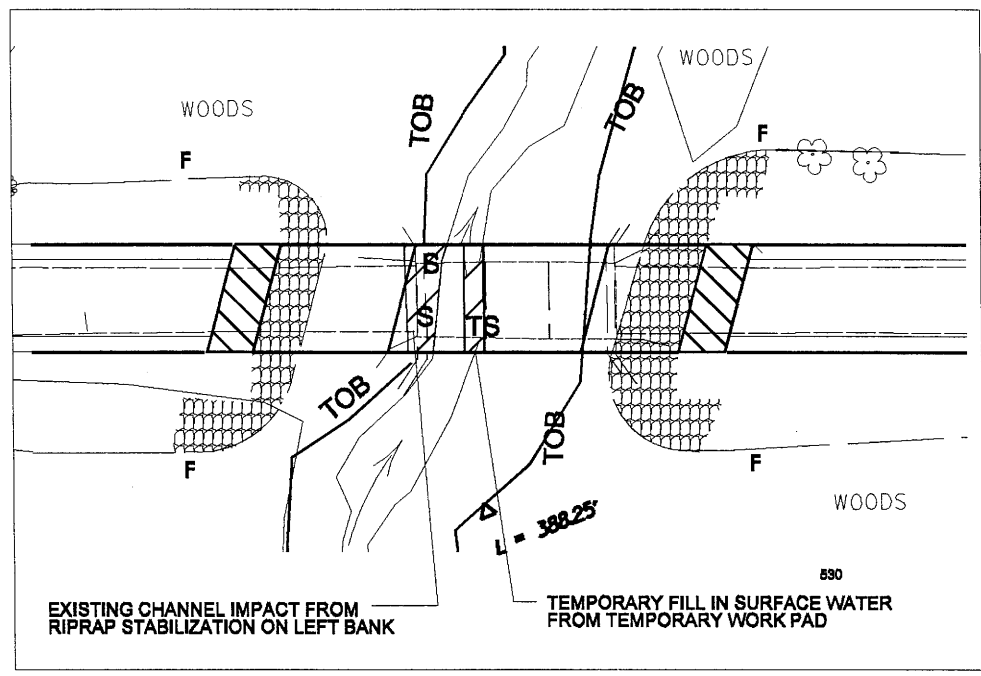 WOODS
WOODS
TOB
TOB
F
F
S
S
TS
TOB
TOB
F
F
WOODS
L = 388.25'
530
EXISTING CHANNEL IMPACT FROM
RIPRAP STABILIZATION ON LEFT BANK
TEMPORARY FILL IN SURFACE WATER
FROM TEMPORARY WORK PAD